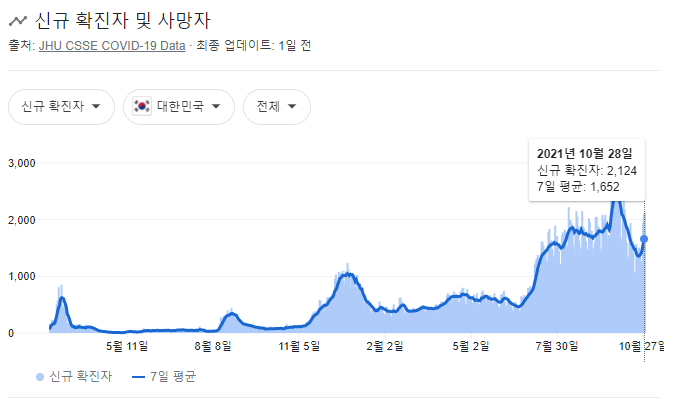 신규 확진자 및 사망자
출처: JHU CSSE COVID-19 Data · 최종 업데이트: 1일 전
신규 확진자
대한민국
전체
2021년 10월 28일
신규 확진자: 2,124
7일 평균: 1,652
3,000
2,000
1,000
0
5월 11일
8월 8일
11월 5일
2월 2일
5월 2일
7월 30일
10월 27일
신규 확진자
7일 평균